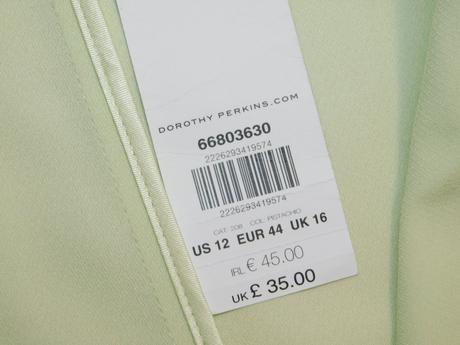 DOROTHY PERKINS.COM
66803630
2226293419574
2226293419574
CAT. 208 COL. PISTACHIO
US 12 EUR 44 UK 16
IRL € 45.00
UK £ 35.00